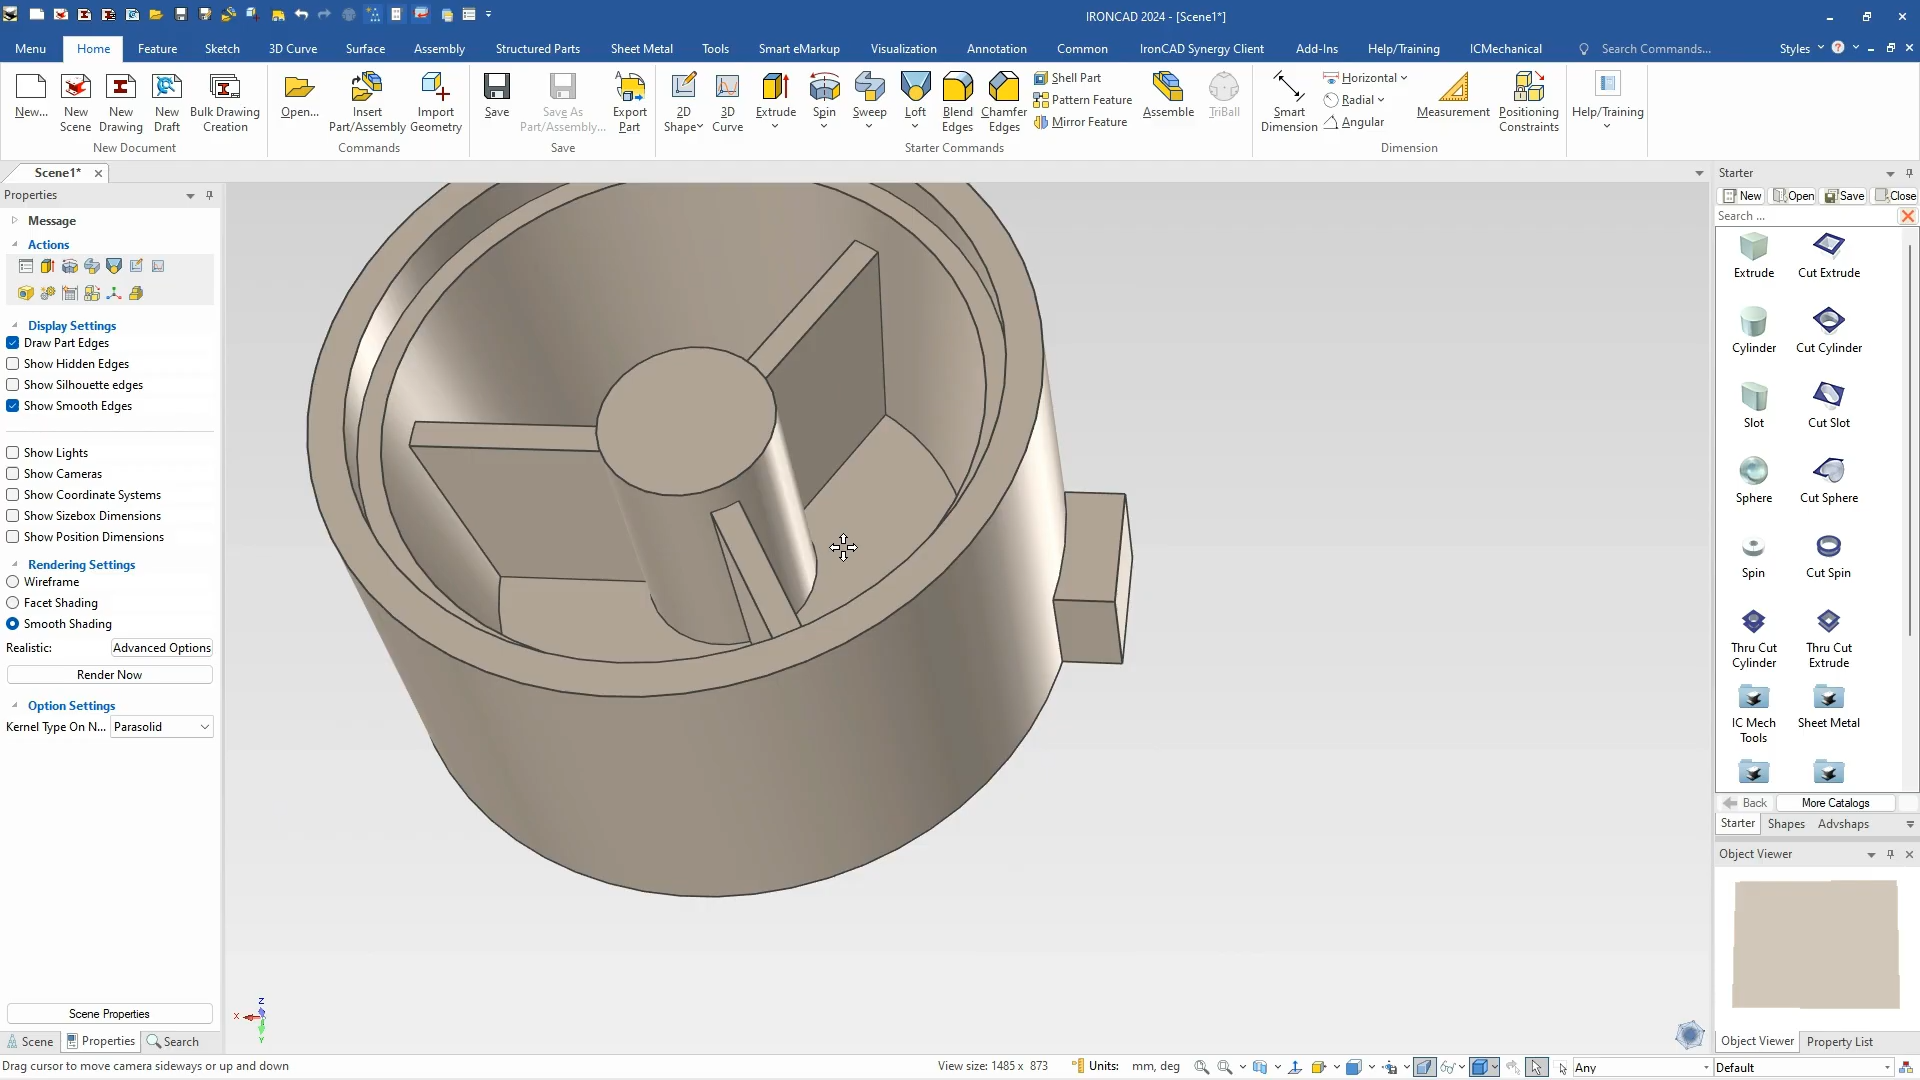 IRONCAD 2024 - [Scene1*]
Menu Home Feature Sketch 3D Curve Surface Assembly Structured Parts Sheet Metal Tools Smart eMarkup Visualization Annotation Common IronCAD Synergy Client Add-Ins Help/Training ICMechanical Search Commands... Styles
New... New Scene New Drawing New Draft Bulk Drawing Creation
New Document
Open... Insert Part/Assembly Import Geometry
Commands
Save Save As Part/Assembly... Export Part
Save
2D Shape 3D Curve Extrude Spin Sweep Loft Blend Edges Chamfer Edges Shell Part Pattern Feature Mirror Feature Assemble TriBall
Starter Commands
Smart Dimension Horizontal Radial Angular Measurement Positioning Constraints
Dimension
Help/Training
Scene1*
Properties
Message
Actions
Display Settings
Draw Part Edges
Show Hidden Edges
Show Silhouette edges
Show Smooth Edges
Show Lights
Show Cameras
Show Coordinate Systems
Show Sizebox Dimensions
Show Position Dimensions
Rendering Settings
Wireframe
Facet Shading
Smooth Shading
Realistic: Advanced Options
Render Now
Option Settings
Kernel Type On N... Parasolid
Scene Properties
Scene Properties Search
Z
X
Y
Starter
New Open Save Close
Search ...
Extrude Cut Extrude
Cylinder Cut Cylinder
Slot Cut Slot
Sphere Cut Sphere
Spin Cut Spin
Thru Cut Cylinder Thru Cut Extrude
IC Mech Tools Sheet Metal
Back More Catalogs
Starter Shapes Advshaps
Object Viewer
Object Viewer Property List
Drag cursor to move camera sideways or up and down
View size: 1485 x 873 Units: mm, deg Any Default